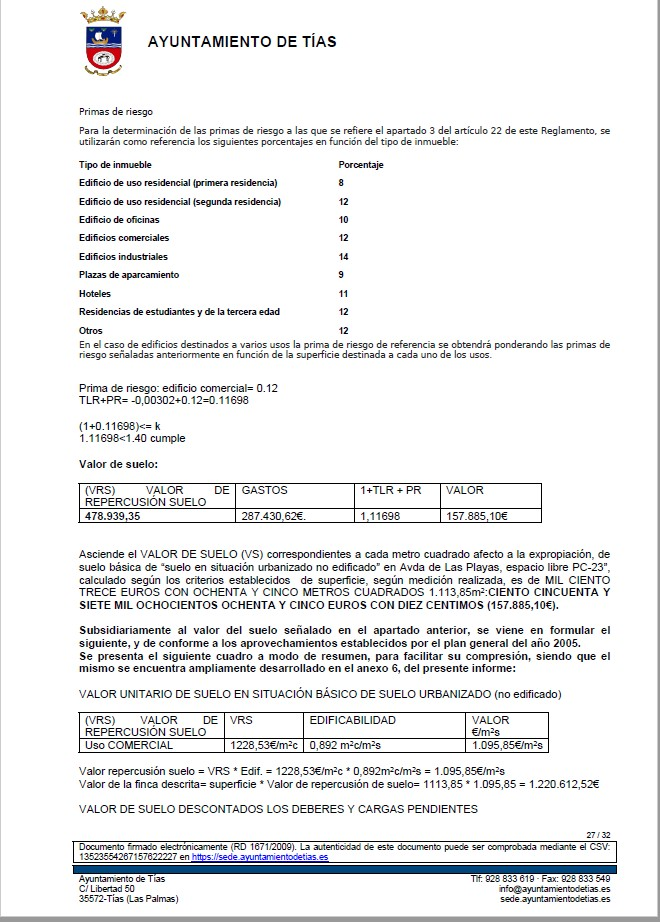 AYUNTAMIENTO DE TÍAS
Primas de riesgo
Para la determinación de las primas de riesgo a las que se refiere el apartado 3 del artículo 22 de este Reglamento, se
utilizarán como referencia los siguientes porcentajes en función del tipo de inmueble:
Tipo de inmueble Porcentaje
Edificio de uso residencial (primera residencia) 8
Edificio de uso residencial (segunda residencia) 12
Edificio de oficinas 10
Edificios comerciales 12
Edificios industriales 14
Plazas de aparcamiento 9
Hoteles 11
Residencias de estudiantes y de la tercera edad 12
Otros 12
En el caso de edificios destinados a varios usos la prima de riesgo de referencia se obtendrá ponderando las primas de
riesgo señaladas anteriormente en función de la superficie destinada a cada uno de los usos.
Prima de riesgo: edificio comercial= 0.12
TLR+PR= -0,00302+0.12=0.11698
(1+0.11698)<= k
1.11698<1.40 cumple
Valor de suelo:
(VRS) VALOR DE GASTOS 1+TLR + PR VALOR
REPERCUSIÓN SUELO
478.939,35 287.430,62€. 1,11698 157.885,10€
Asciende el VALOR DE SUELO (VS) correspondientes a cada metro cuadrado afecto a la expropiación, de
suelo básica de “suelo en situación urbanizado no edificado” en Avda de Las Playas, espacio libre PC-23”,
calculado según los criterios establecidos de superficie, según medición realizada, es de MIL CIENTO
TRECE EUROS CON OCHENTA Y CINCO METROS CUADRADOS 1.113,85m²:CIENTO CINCUENTA Y
SIETE MIL OCHOCIENTOS OCHENTA Y CINCO EUROS CON DIEZ CENTIMOS (157.885,10€).
Subsidiariamente al valor del suelo señalado en el apartado anterior, se viene en formular el
siguiente, y de conforme a los aprovechamientos establecidos por el plan general del año 2005.
Se presenta el siguiente cuadro a modo de resumen, para facilitar su compresión, siendo que el
mismo se encuentra ampliamente desarrollado en el anexo 6, del presente informe:
VALOR UNITARIO DE SUELO EN SITUACIÓN BÁSICO DE SUELO URBANIZADO (no edificado)
(VRS) VALOR DE VRS EDIFICABILIDAD VALOR
REPERCUSIÓN SUELO €/m²s
Uso COMERCIAL 1228,53€/m²c 0,892 m²c/m²s 1.095,85€/m²s
Valor repercusión suelo = VRS * Edif. = 1228,53€/m²c * 0,892m²c/m²s = 1.095,85€/m²s
Valor de la finca descrita= superficie * Valor de repercusión de suelo= 1113,85 * 1.095,85 = 1.220.612,52€
VALOR DE SUELO DESCONTADOS LOS DEBERES Y CARGAS PENDIENTES
27 / 32
Documento firmado electrónicamente (RD 1671/2009). La autenticidad de este documento puede ser comprobada mediante el CSV:
13523554267157622227 en https://sede.ayuntamientodetias.es
Ayuntamiento de Tías Tlf: 928 833 619 · Fax: 928 833 549
C/ Libertad 50 info@ayuntamientodetias.es
35572-Tías (Las Palmas) sede.ayuntamientodetias.es